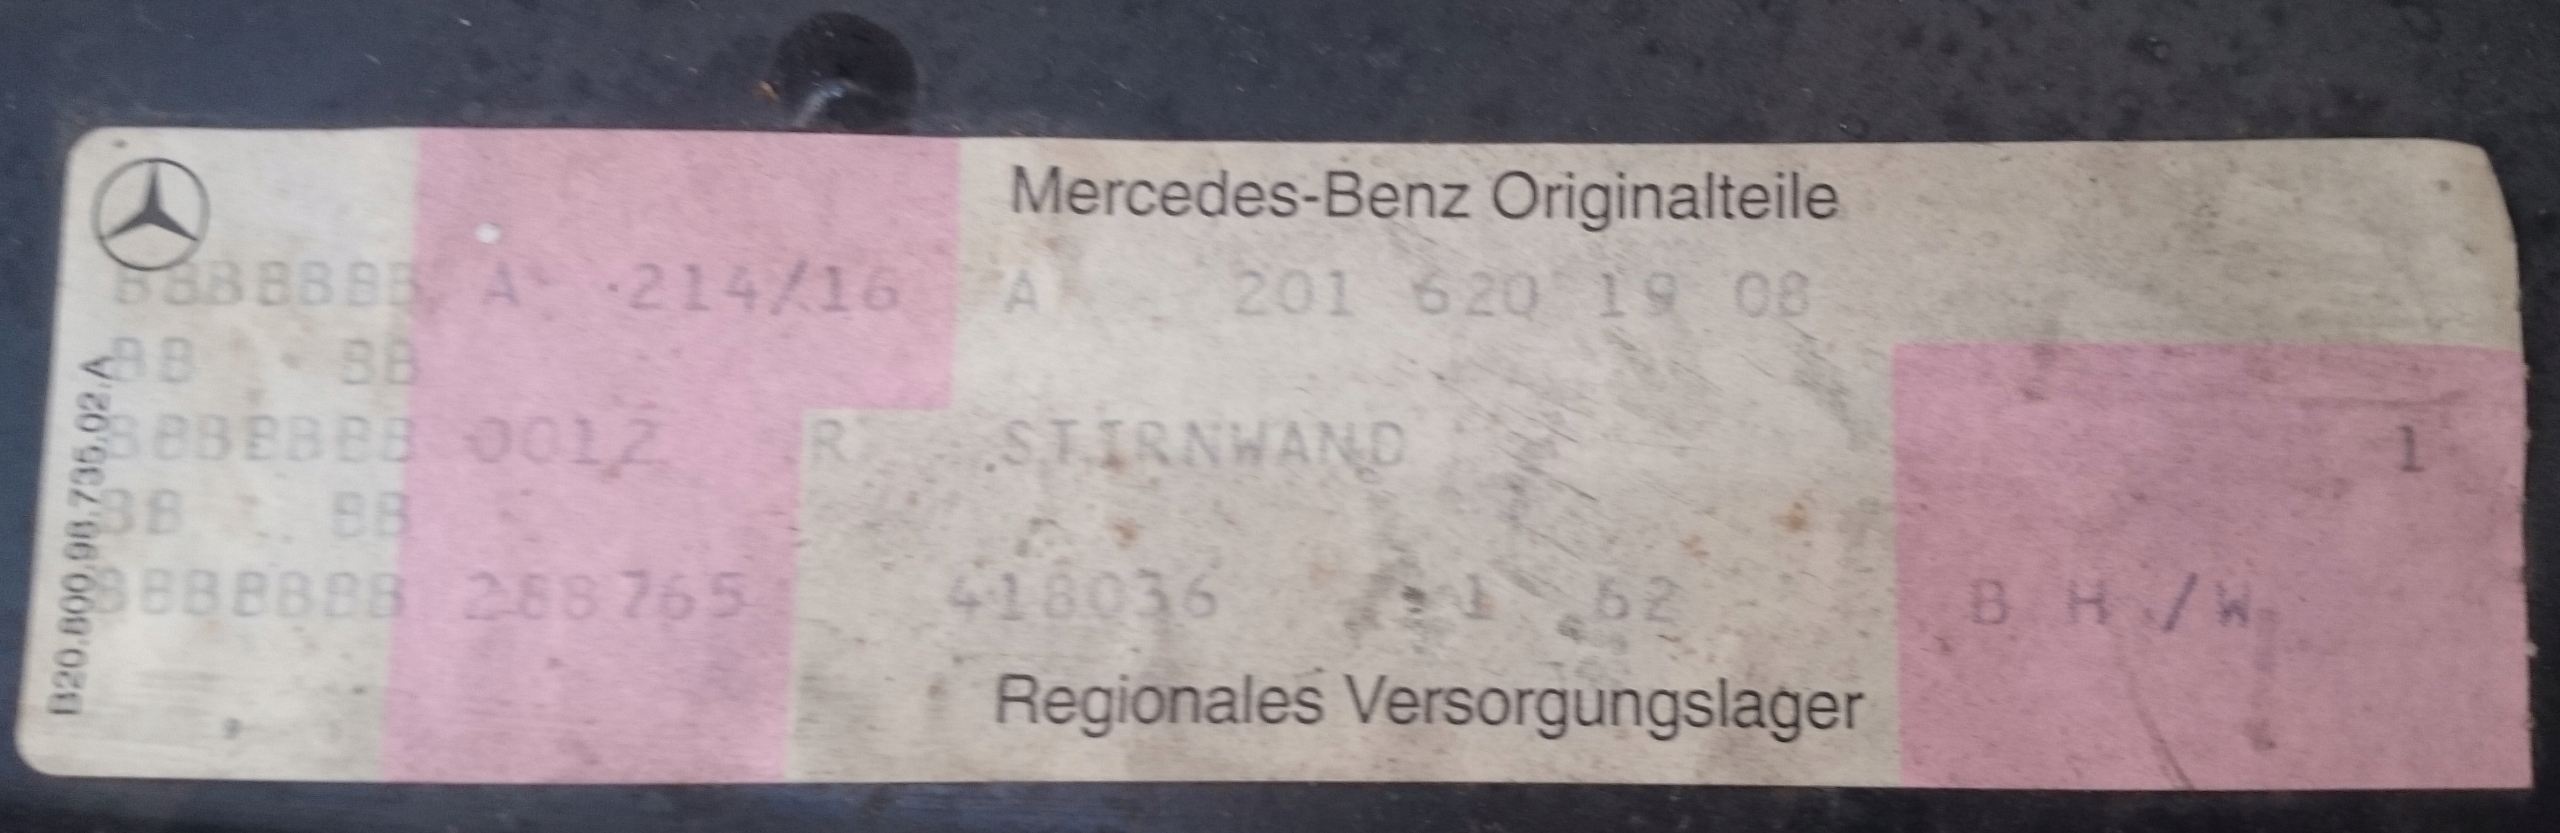 Mercedes-Benz Originalteile
BBBBBBB A 214/16 A 201 620 19 08
BB BB
BBBBBBB 0012 R STIRNWAND 1
BB BB
BBBBBBB 288765 418036 1 62 B H /W
Regionales Versorgungslager
B20.800.98.735.02.A